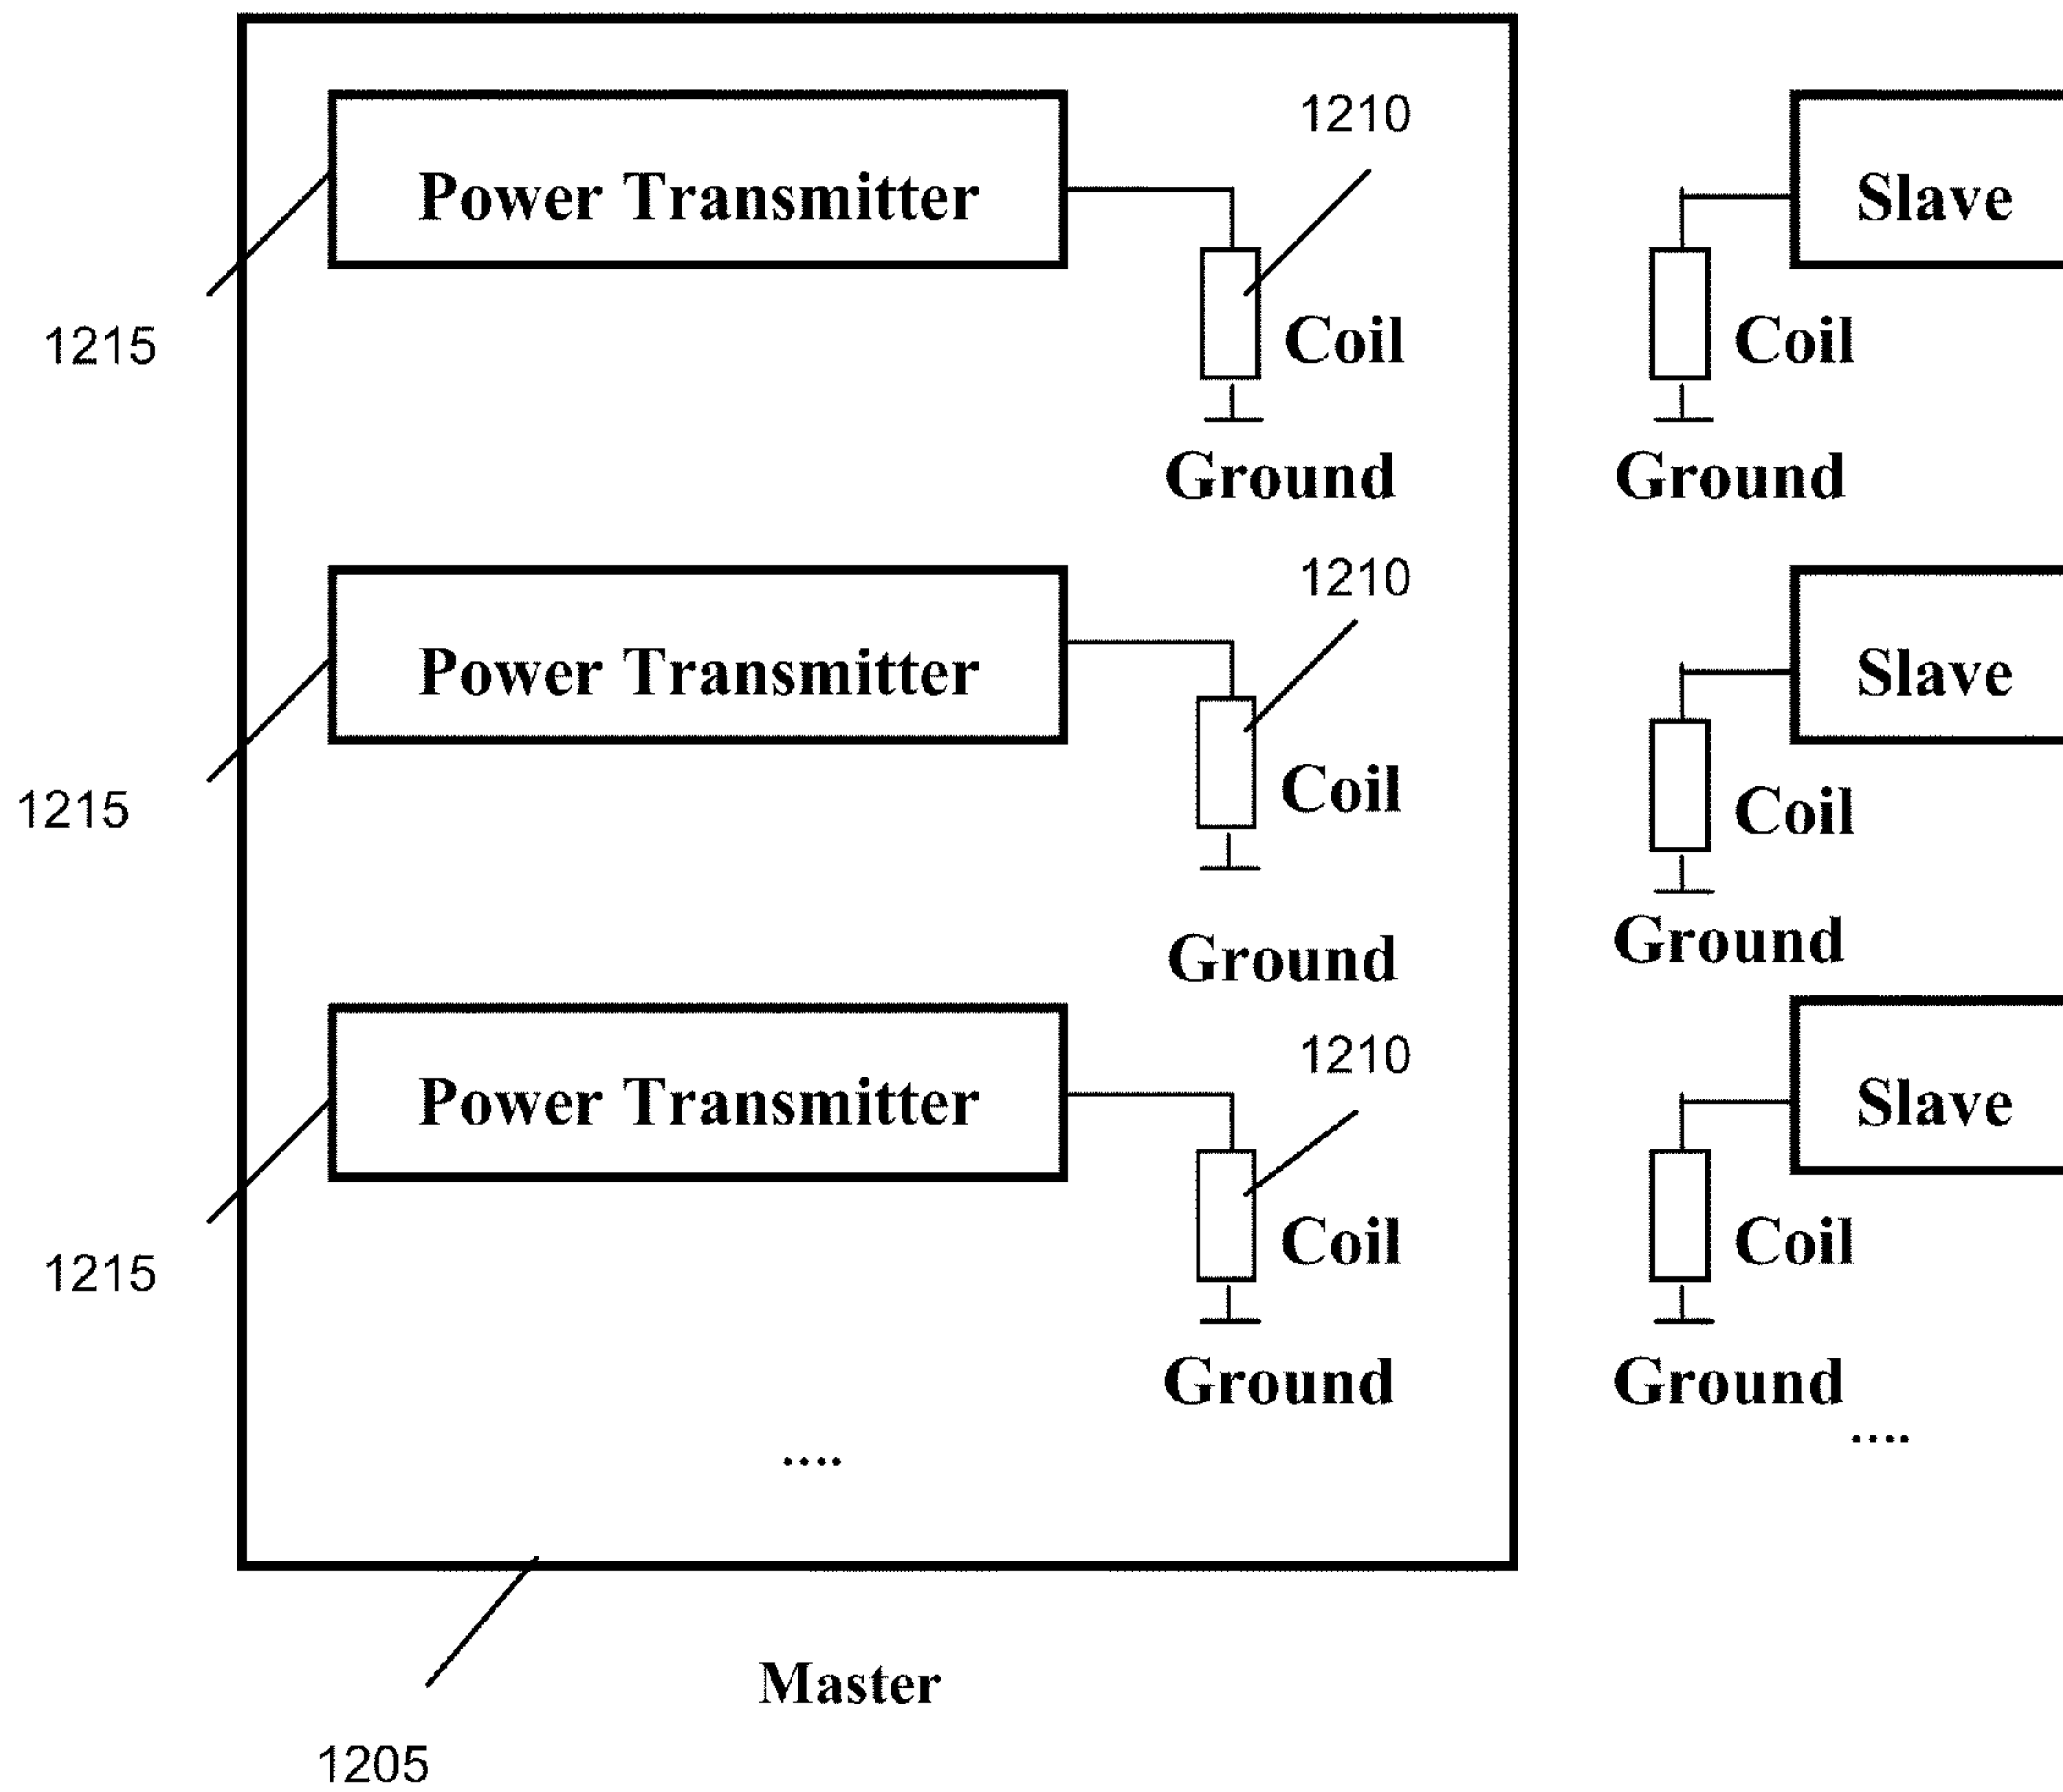 1210
Power Transmitter
Slave
1215
Coil
Coil
Ground
Ground
1210
Power Transmitter
Slave
1215
Coil
Coil
Ground
Ground
1210
Power Transmitter
Slave
1215
Coil
Coil
Ground
Ground
....
....
Master
1205